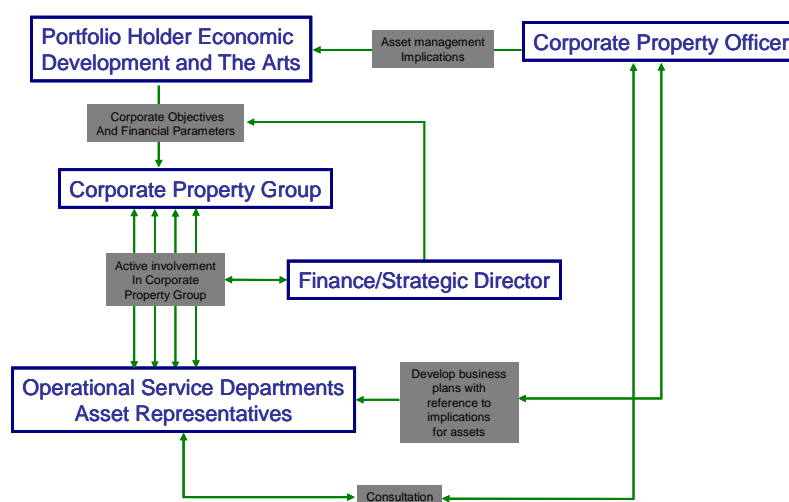 Portfolio Holder Economic
Development and The Arts
Asset management
Implications
Corporate Property Officer
Corporate Objectives
And Financial Parameters
Corporate Property Group
Active involvement
In Corporate
Property Group
Finance/Strategic Director
Operational Service Departments
Asset Representatives
Develop business
plans with
reference to
implications
for assets
Consultation